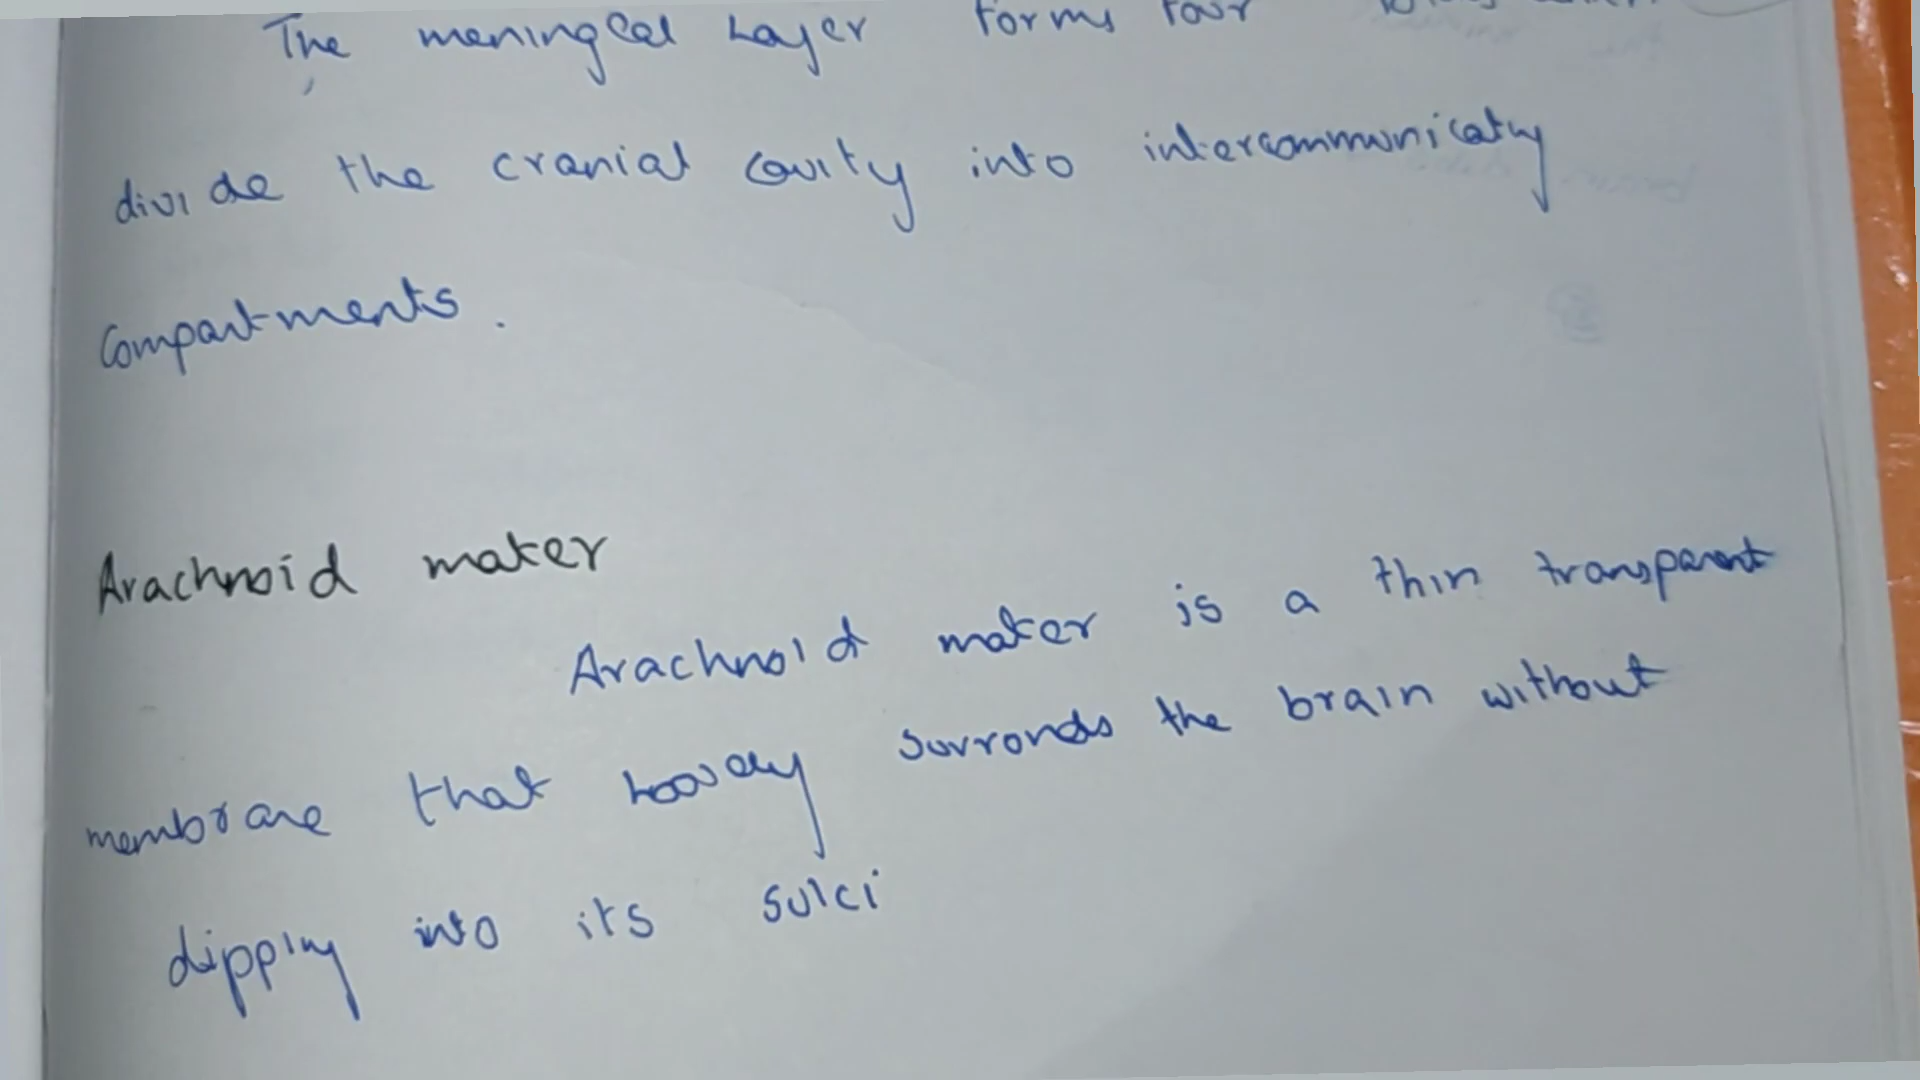 The meningeal Layer forms four
divide the cranial cavity into intercommunicating
Compartments.
Arachnoid mater
Arachnoid mater is a thin transparent
membrane that loosely surronds the brain without
dipping into its sulci